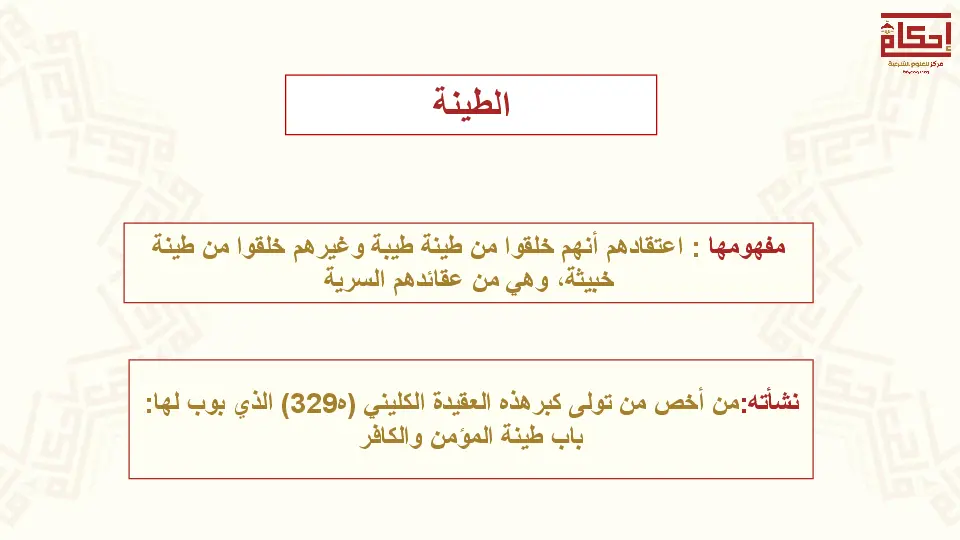 إحكام
مركز للعلوم الشرعية
الطينة
مفهومها : اعتقادهم أنهم خلقوا من طينة طيبة وغيرهم خلقوا من طينة
خبيثة، وهي من عقائدهم السرية
نشأته:من أخص من تولى كبرهذه العقيدة الكليني (329ه) الذي بوب لها:
باب طينة المؤمن والكافر